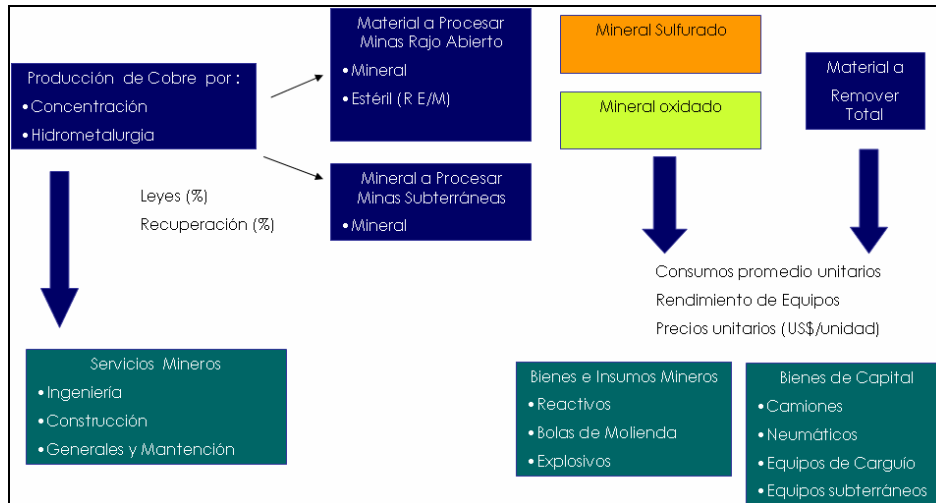 Producción de Cobre por :
•Concentración
•Hidrometalurgia
Material a Procesar
Minas Rajo Abierto
•Mineral
•Estéril (R E/M)
Mineral Sulfurado
Mineral oxidado
Material a
Remover
Total
Leyes (%)
Recuperación (%)
Mineral a Procesar
Minas Subterráneas
•Mineral
Consumos promedio unitarios
Rendimiento de Equipos
Precios unitarios (US$/unidad)
Servicios Mineros
•Ingeniería
•Construcción
•Generales y Mantención
Bienes e Insumos Mineros
•Reactivos
•Bolas de Molienda
•Explosivos
Bienes de Capital
•Camiones
•Neumáticos
•Equipos de Carguío
•Equipos subterráneos